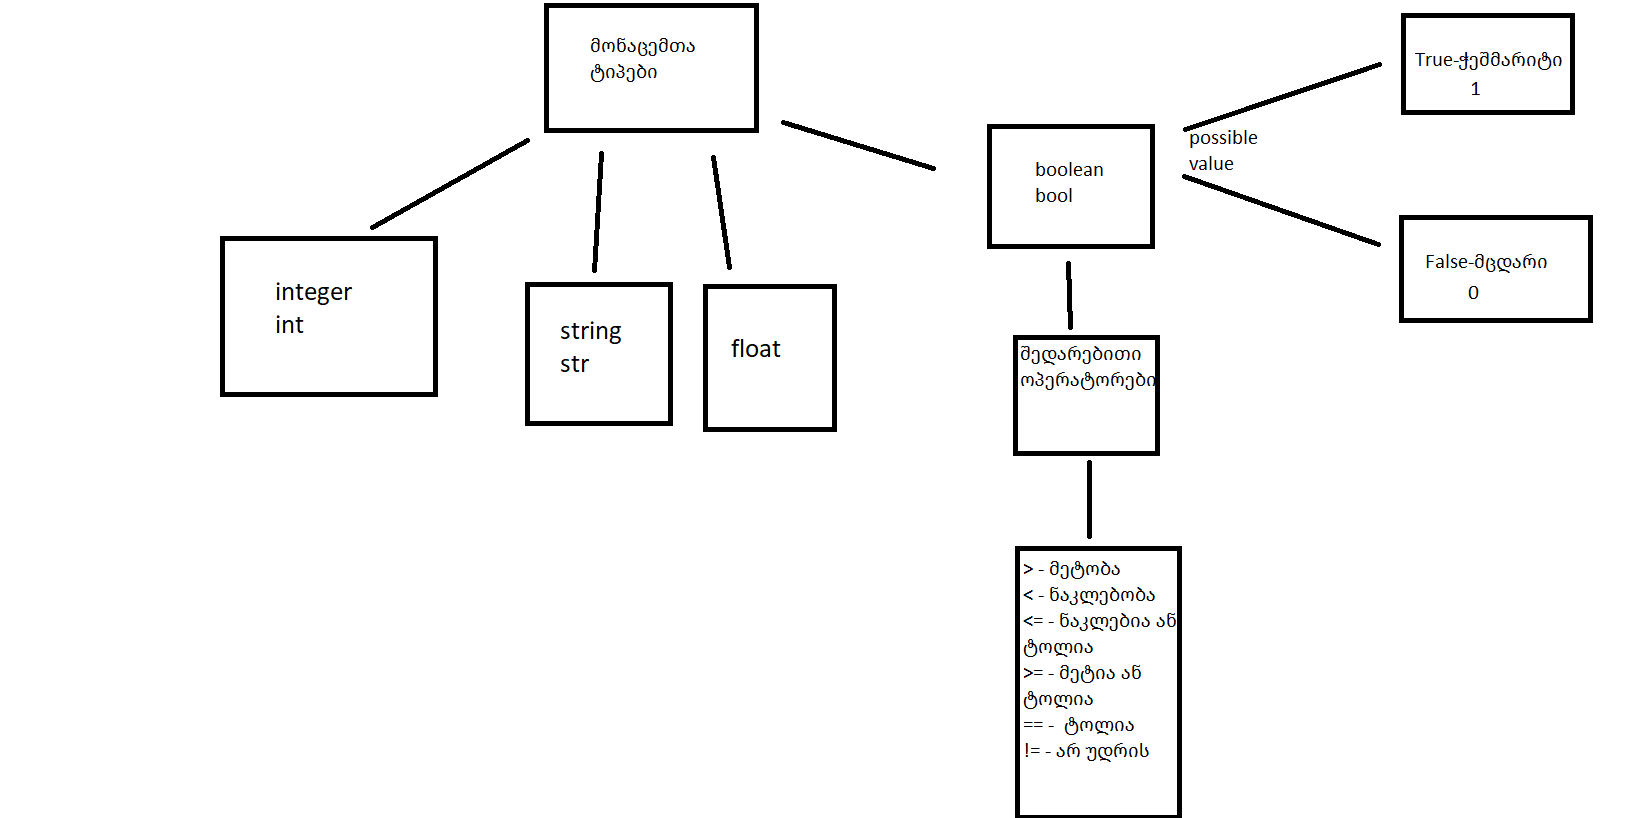 მონაცემთა
ტიპები
True-ჭეშმარიტი
1
possible
value
boolean
bool
False-მცდარი
0
integer
int
string
str
float
შედარებითი
ოპერატორები
> - მეტობა
< - ნაკლებობა
<= - ნაკლებია ან
ტოლია
>= - მეტია ან
ტოლია
== - ტოლია
!= - არ უდრის